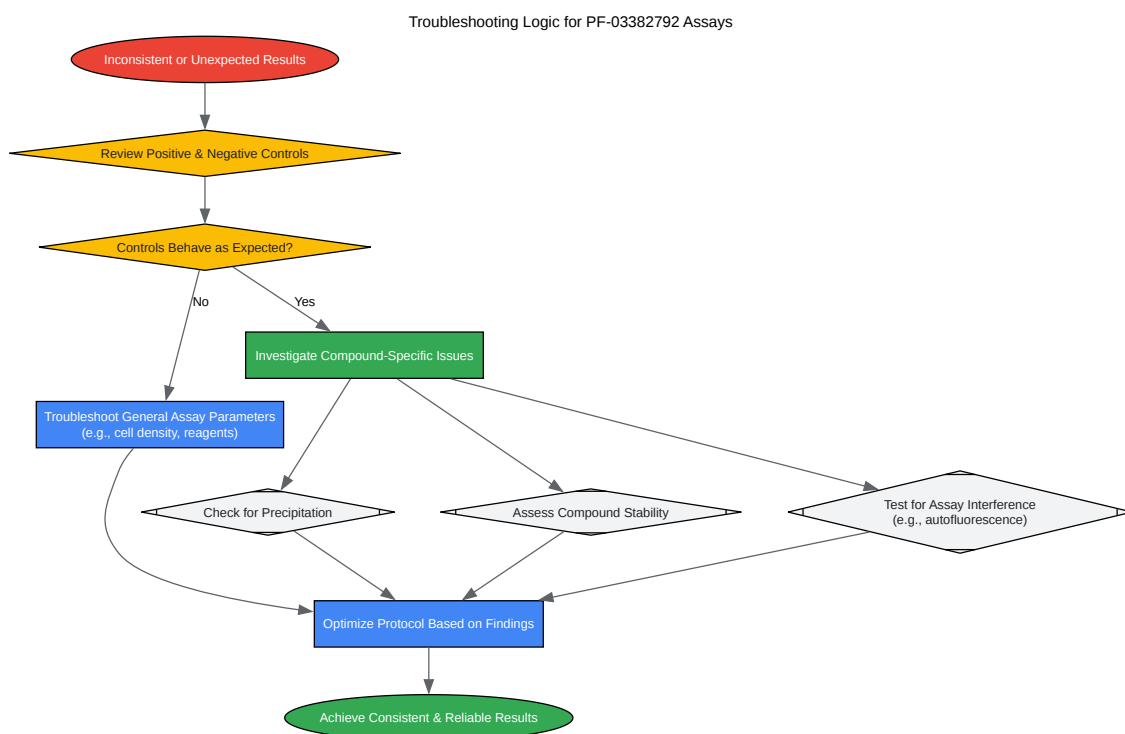 Troubleshooting Logic for PF-03382792 Assays
Inconsistent or Unexpected Results
Review Positive & Negative Controls
Controls Behave as Expected?
No
Yes
Investigate Compound-Specific Issues
Troubleshoot General Assay Parameters
(e.g., cell density, reagents)
Check for Precipitation
Assess Compound Stability
Test for Assay Interference
(e.g., autofluorescence)
Optimize Protocol Based on Findings
Achieve Consistent & Reliable Results